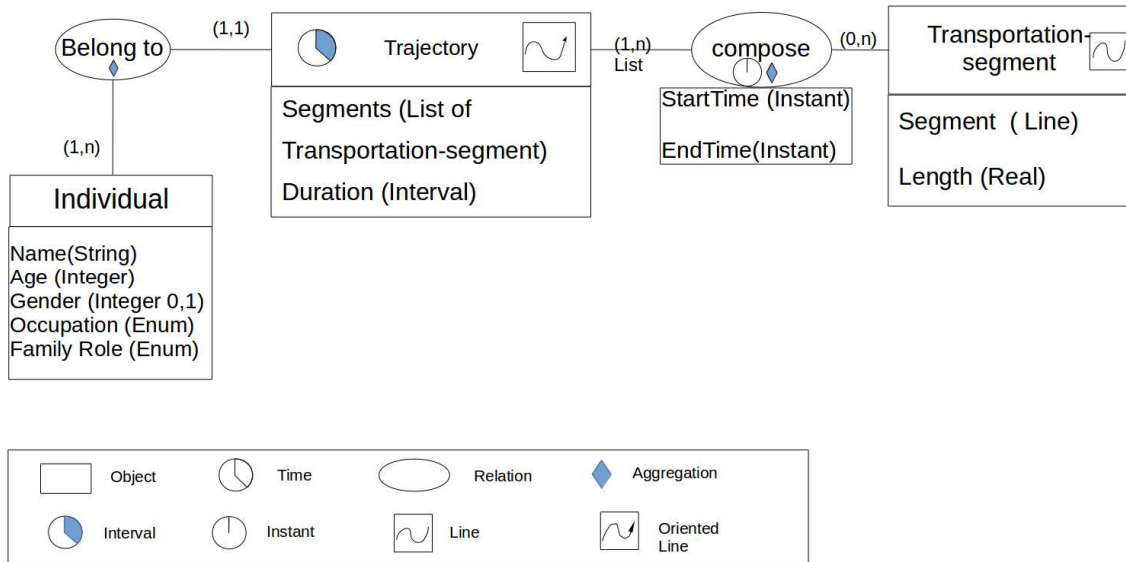 Belong to
(1,1)
Trajectory
(1,n)
List
compose
(0,n)
Transportation-
segment
Segments (List of
Transportation-segment)
Duration (Interval)
StartTime (Instant)
EndTime(Instant)
Segment ( Line)
Length (Real)
(1,n)
Individual
Name(String)
Age (Integer)
Gender (Integer 0,1)
Occupation (Enum)
Family Role (Enum)
Object
Time
Relation
Aggregation
Interval
Instant
Line
Oriented
Line